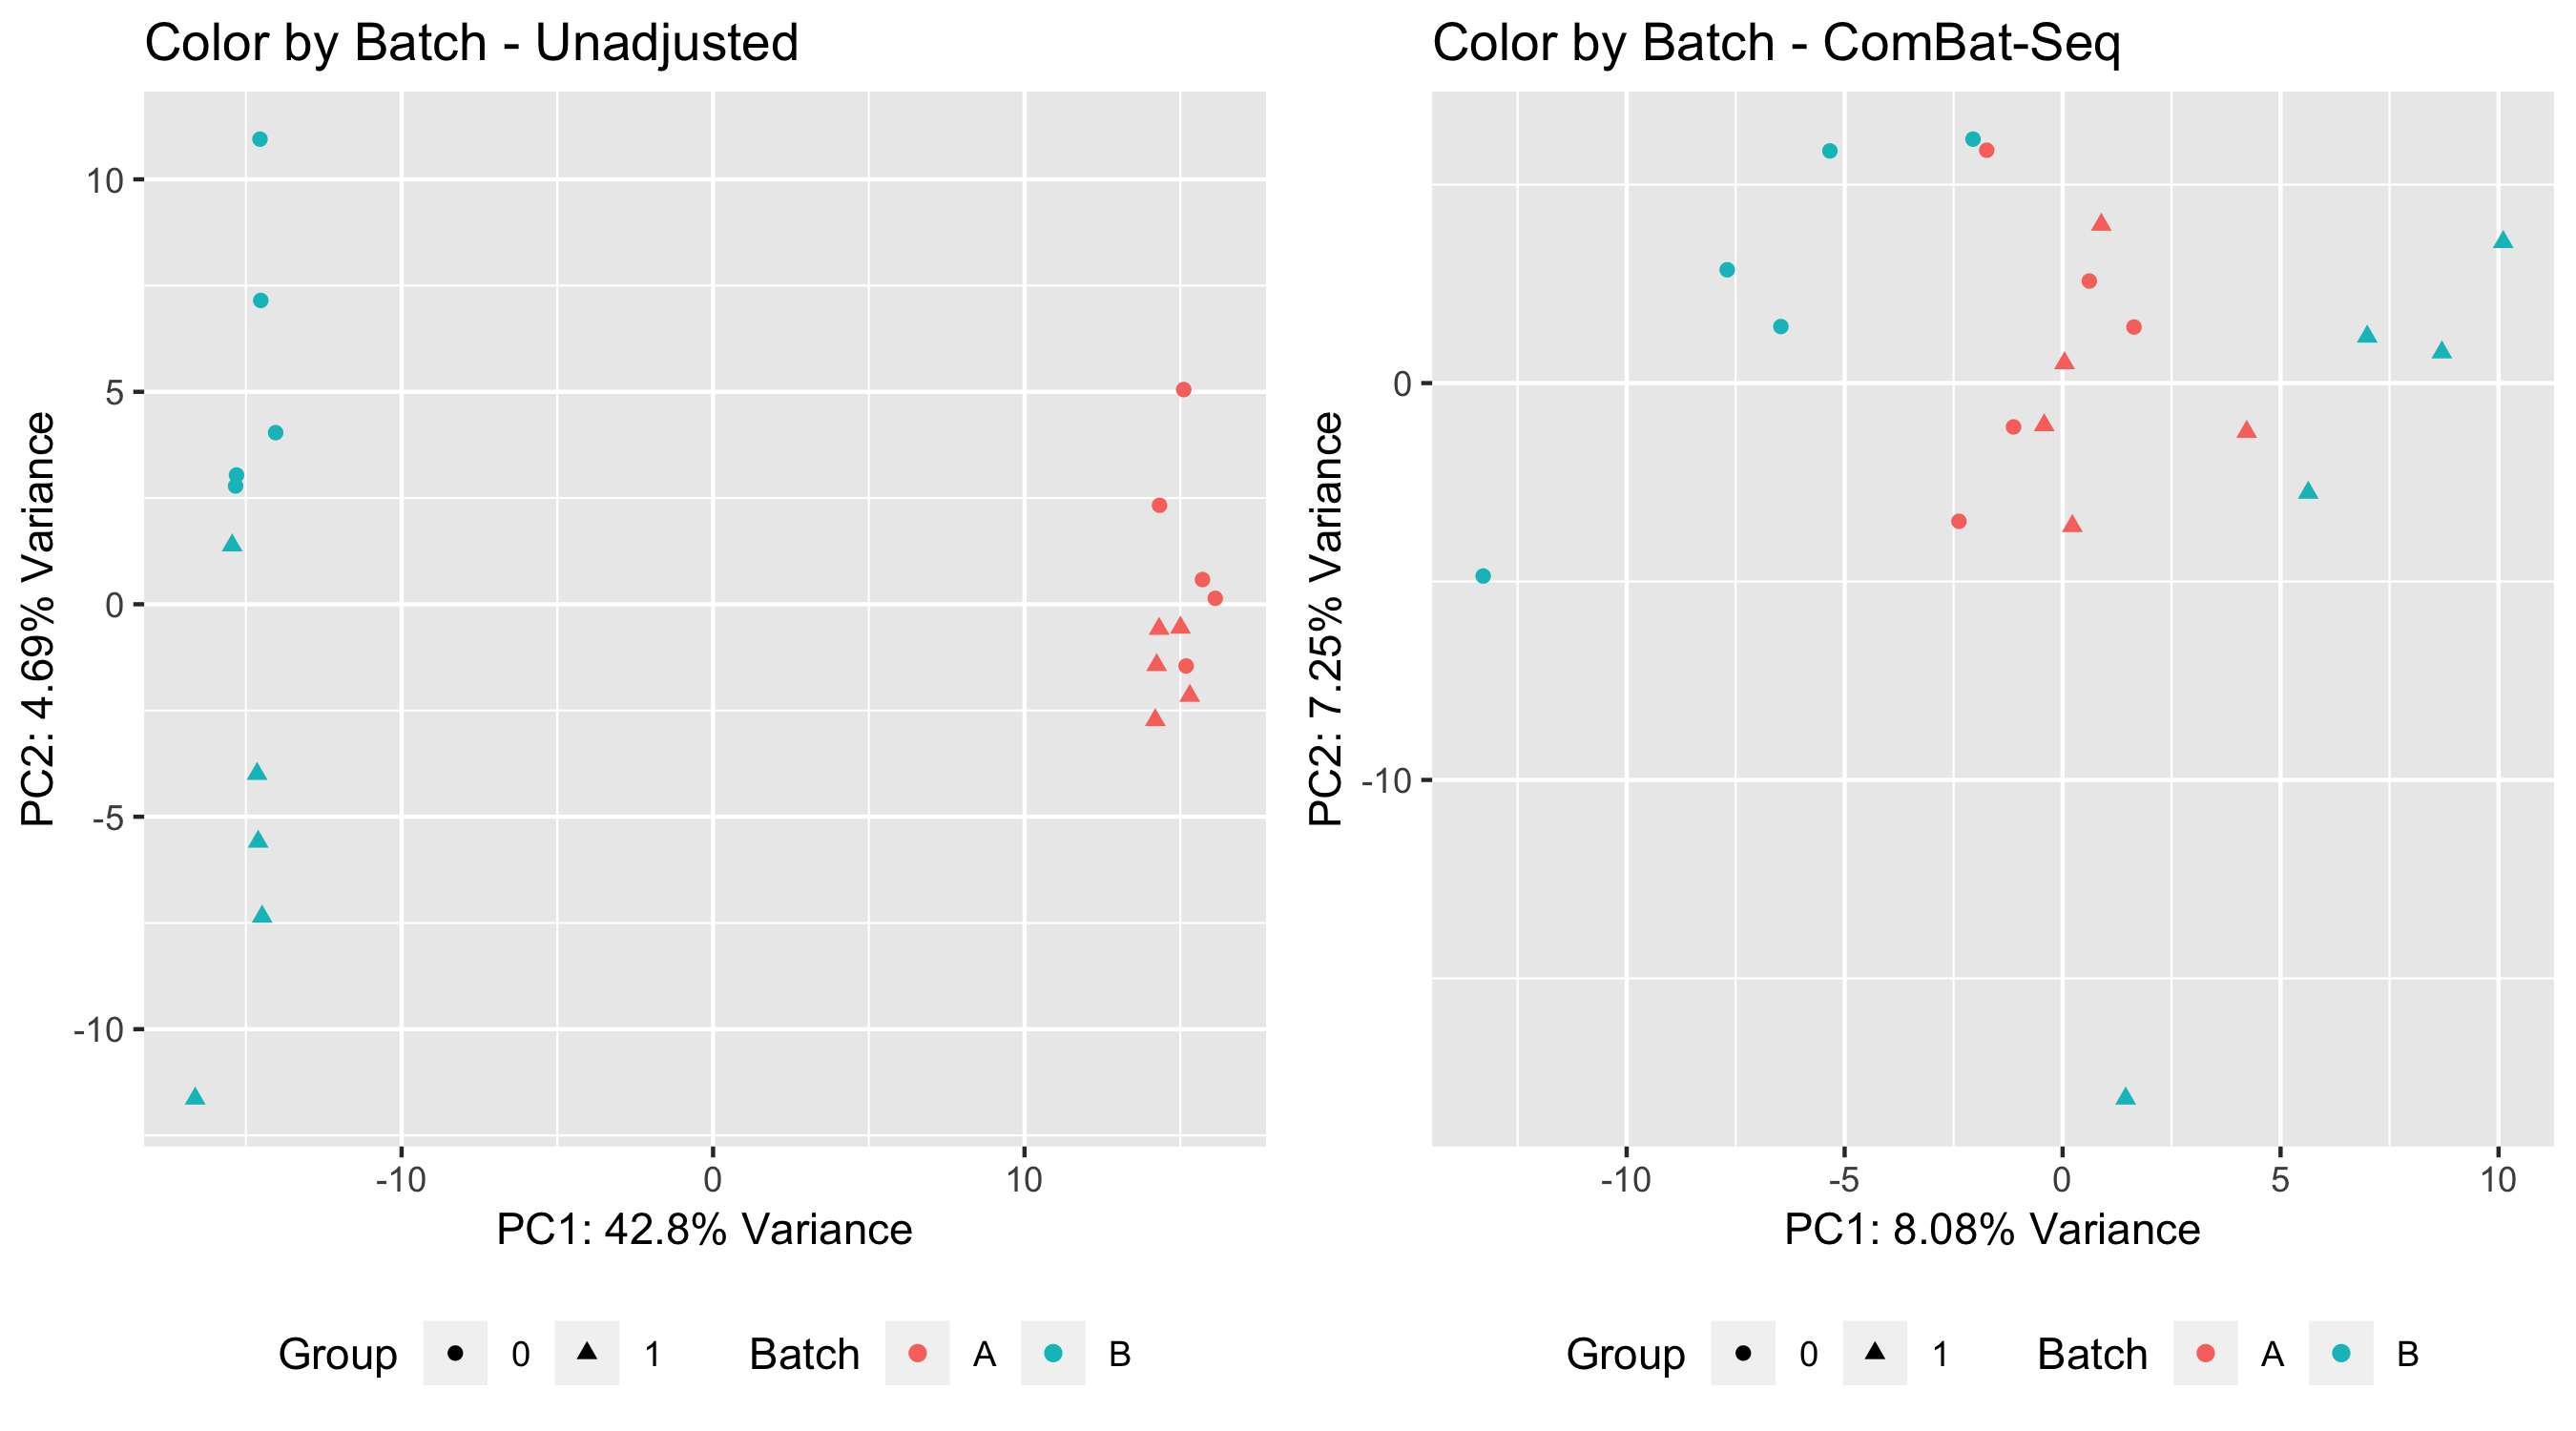 Color by Batch - Unadjusted
10
5
0
-5
-10
PC2: 4.69% Variance
-10 0 10
PC1: 42.8% Variance
Group 0 1 Batch A B
Color by Batch - ComBat-Seq
0
-10
PC2: 7.25% Variance
-10 -5 0 5 10
PC1: 8.08% Variance
Group 0 1 Batch A B